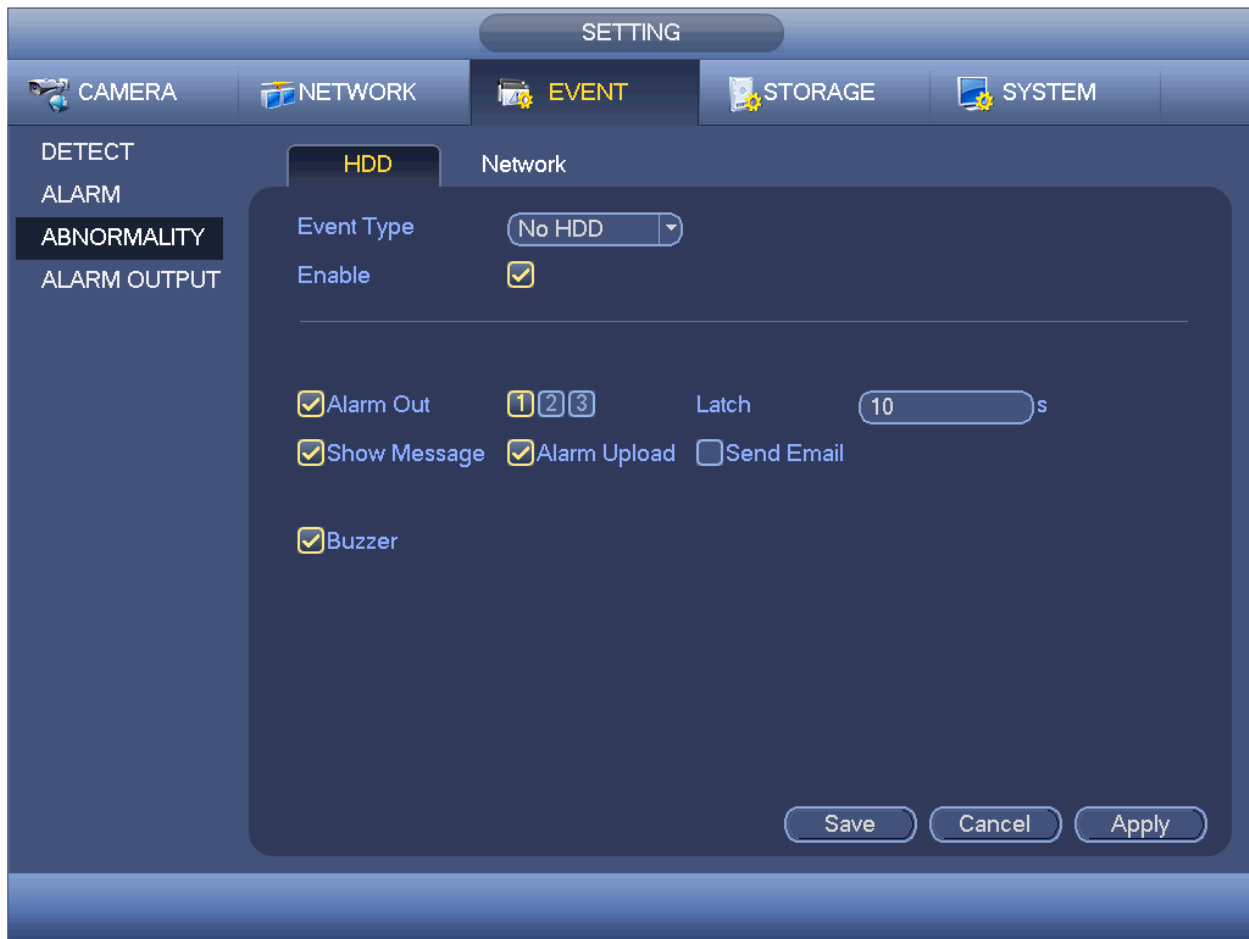 SETTING
CAMERA NETWORK EVENT STORAGE SYSTEM
DETECT
ALARM
ABNORMALITY
ALARM OUTPUT
HDD Network
Event Type No HDD
Enable
Alarm Out 1 2 3 Latch 10 s
Show Message Alarm Upload Send Email
Buzzer
Save Cancel Apply